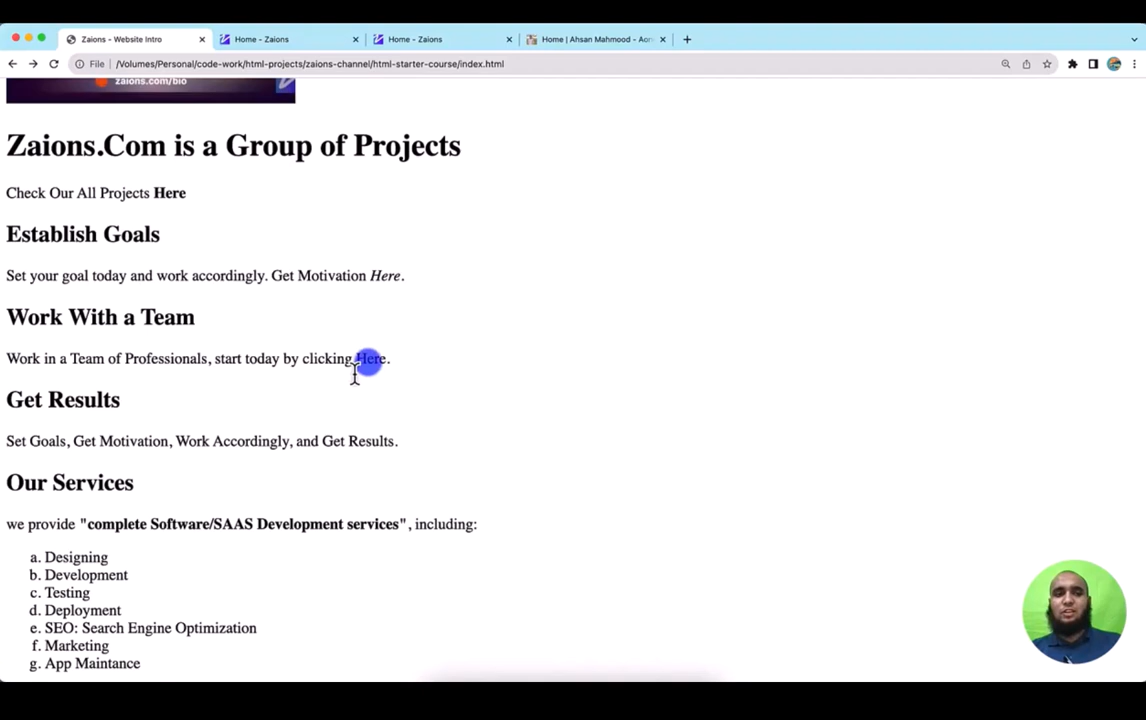 Zaions - Website Intro
Home - Zaions
Home - Zaions
Home | Ahsan Mahmood - Aon
File | /Volumes/Personal/code-work/html-projects/zaions-channel/html-starter-course/index.html
zaions.com/bio
Zaions.Com is a Group of Projects
Check Our All Projects Here
Establish Goals
Set your goal today and work accordingly. Get Motivation Here.
Work With a Team
Work in a Team of Professionals, start today by clicking Here.
Get Results
Set Goals, Get Motivation, Work Accordingly, and Get Results.
Our Services
we provide "complete Software/SAAS Development services", including:
a. Designing
b. Development
c. Testing
d. Deployment
e. SEO: Search Engine Optimization
f. Marketing
g. App Maintance